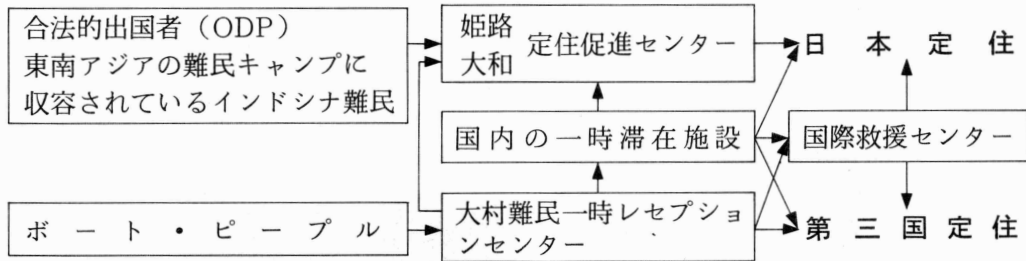 合法的出国者（ODP）
東南アジアの難民キャンプに
収容されているインドシナ難民
姫路
大和
定住促進センター
日本定住
国内の一時滞在施設
国際救援センター
ボート・ピープル
大村難民一時レセプショ
ンセンター
第三国定住